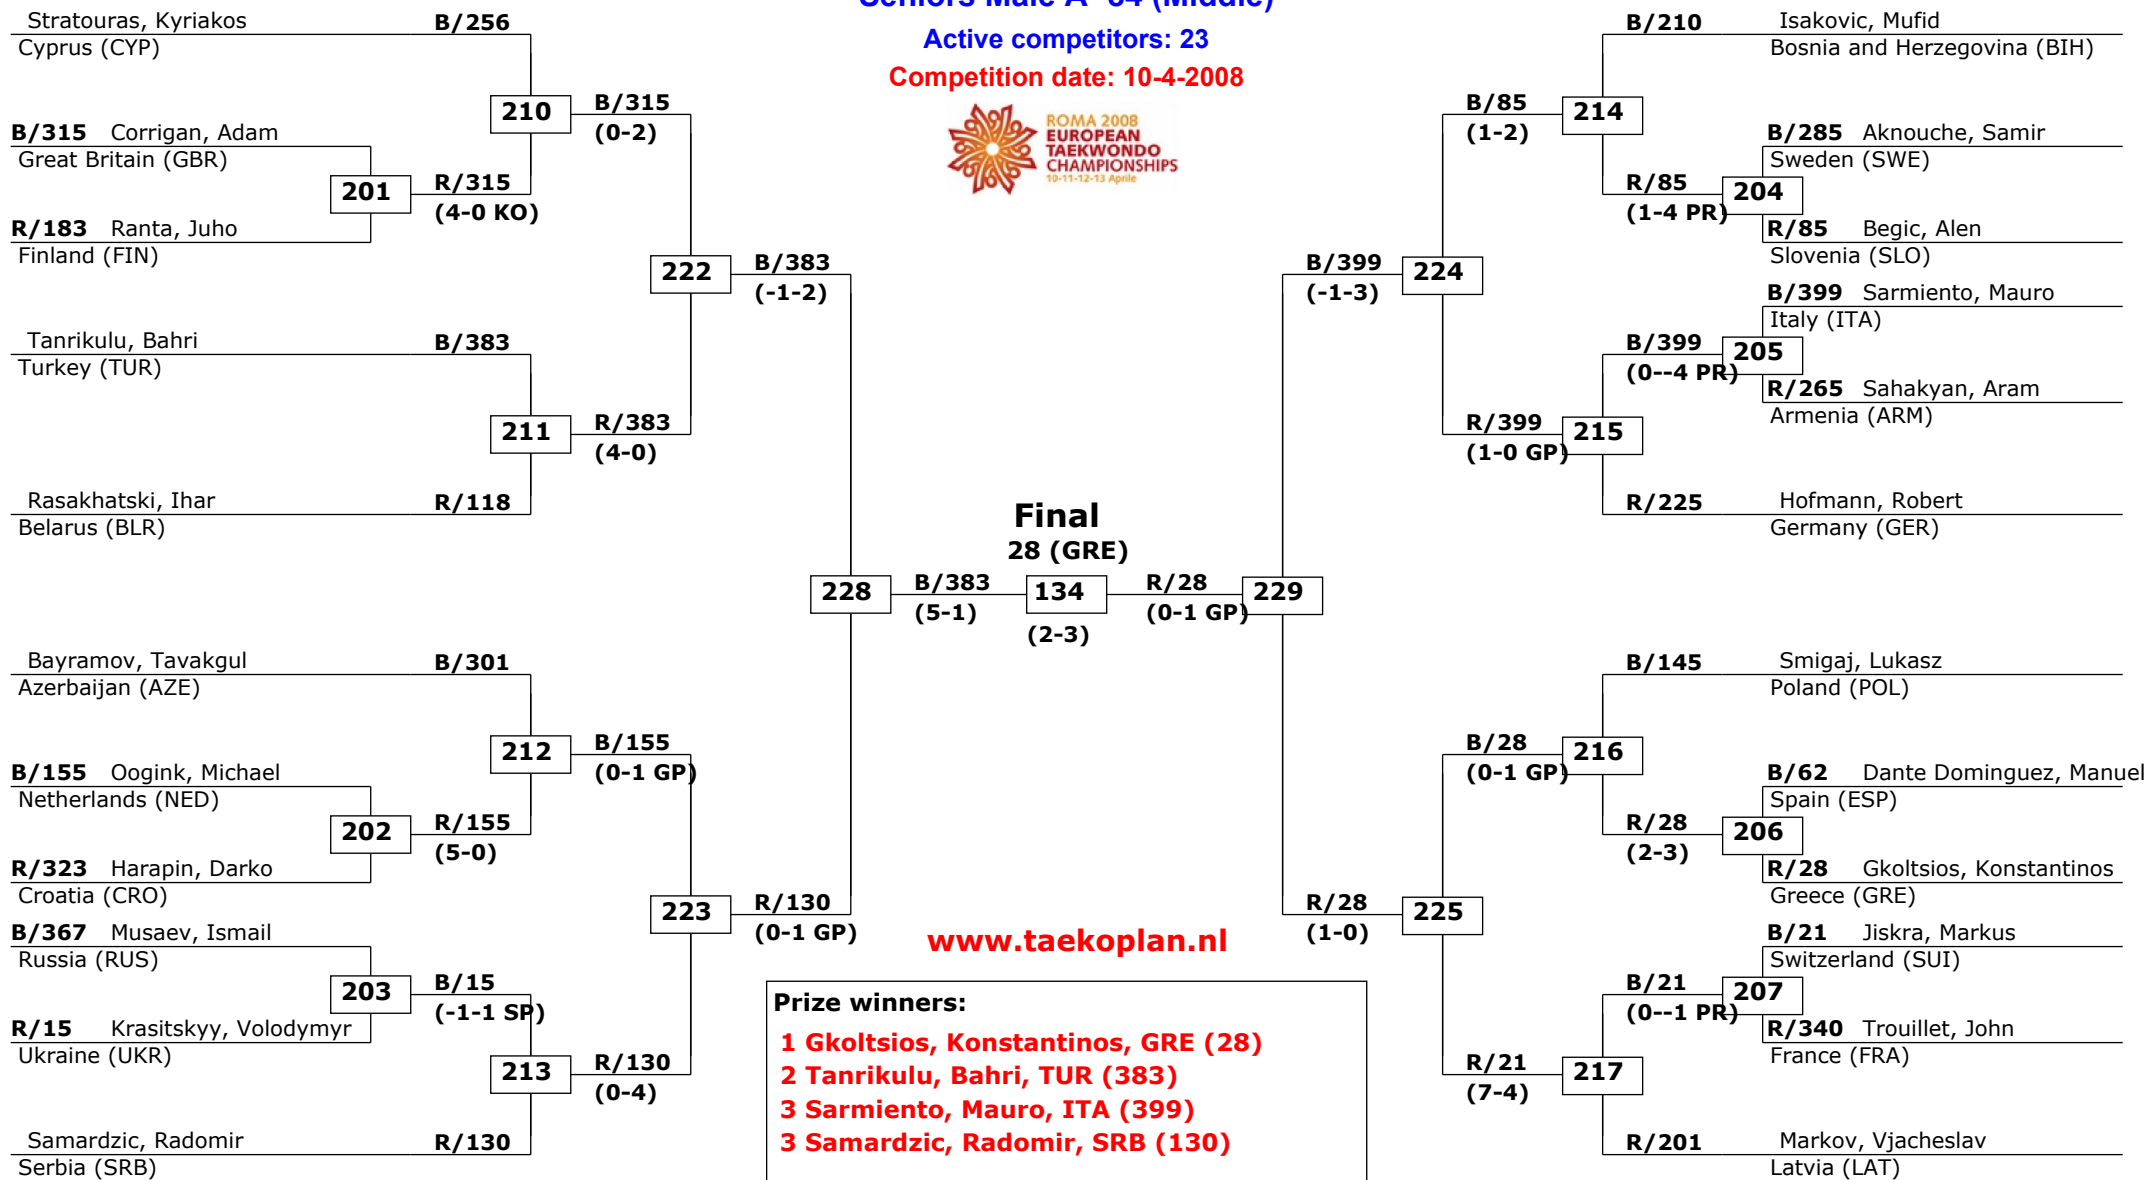 Seniors Male A -84 (Middle)
Active competitors: 23
Competition date: 10-4-2008
ROMA 2008
EUROPEAN
TAEKWONDO
CHAMPIONSHIPS
10-11-12-13 Aprile
Stratouras, Kyriakos B/256
Cyprus (CYP)
210
B/315
(0-2)
B/315 Corrigan, Adam
Great Britain (GBR)
201
R/315
(4-0 KO)
R/183 Ranta, Juho
Finland (FIN)
222
B/383
(-1-2)
Tanrikulu, Bahri B/383
Turkey (TUR)
211
R/383
(4-0)
Rasakhatski, Ihar R/118
Belarus (BLR)
228
B/383
(5-1)
Bayramov, Tavakgul B/301
Azerbaijan (AZE)
212
B/155
(0-1 GP)
B/155 Oogink, Michael
Netherlands (NED)
202
R/155
(5-0)
R/323 Harapin, Darko
Croatia (CRO)
223
R/130
(0-1 GP)
B/367 Musaev, Ismail
Russia (RUS)
203
B/15
(-1-1 SP)
R/15 Krasitskyy, Volodymyr
Ukraine (UKR)
213
R/130
(0-4)
Samardzic, Radomir R/130
Serbia (SRB)
Final
28 (GRE)
134
(2-3)
B/210 Isakovic, Mufid
Bosnia and Herzegovina (BIH)
B/85
(1-2)
214
B/285 Aknouche, Samir
Sweden (SWE)
R/85
(1-4 PR)
204
R/85 Begic, Alen
Slovenia (SLO)
B/399
(-1-3)
224
B/399 Sarmiento, Mauro
Italy (ITA)
B/399
(0--4 PR)
205
R/265 Sahakyan, Aram
Armenia (ARM)
R/399
(1-0 GP)
215
R/225 Hofmann, Robert
Germany (GER)
R/28
(0-1 GP)
229
B/145 Smigaj, Lukasz
Poland (POL)
B/28
(0-1 GP)
216
B/62 Dante Dominguez, Manuel
Spain (ESP)
R/28
(2-3)
206
R/28 Gkoltsios, Konstantinos
Greece (GRE)
R/28
(1-0)
225
B/21 Jiskra, Markus
Switzerland (SUI)
B/21
(0--1 PR)
207
R/340 Trouillet, John
France (FRA)
R/21
(7-4)
217
R/201 Markov, Vjacheslav
Latvia (LAT)
www.taekoplan.nl
Prize winners:
1 Gkoltsios, Konstantinos, GRE (28)
2 Tanrikulu, Bahri, TUR (383)
3 Sarmiento, Mauro, ITA (399)
3 Samardzic, Radomir, SRB (130)